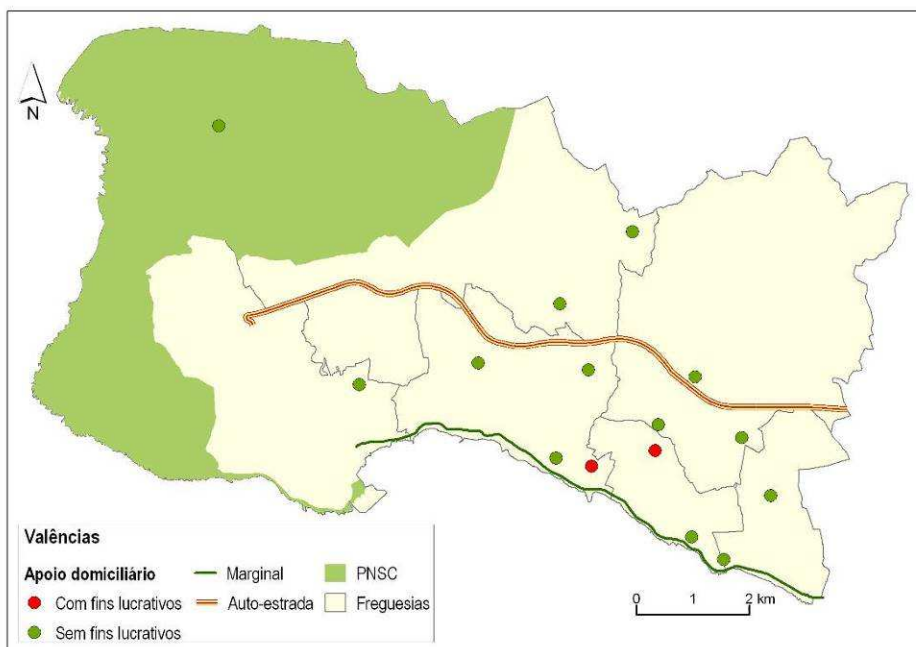 N
Valências
Apoio domiciliário
Com fins lucrativos
Sem fins lucrativos
Marginal
Auto-estrada
PNSC
Freguesias
0 1 2 km